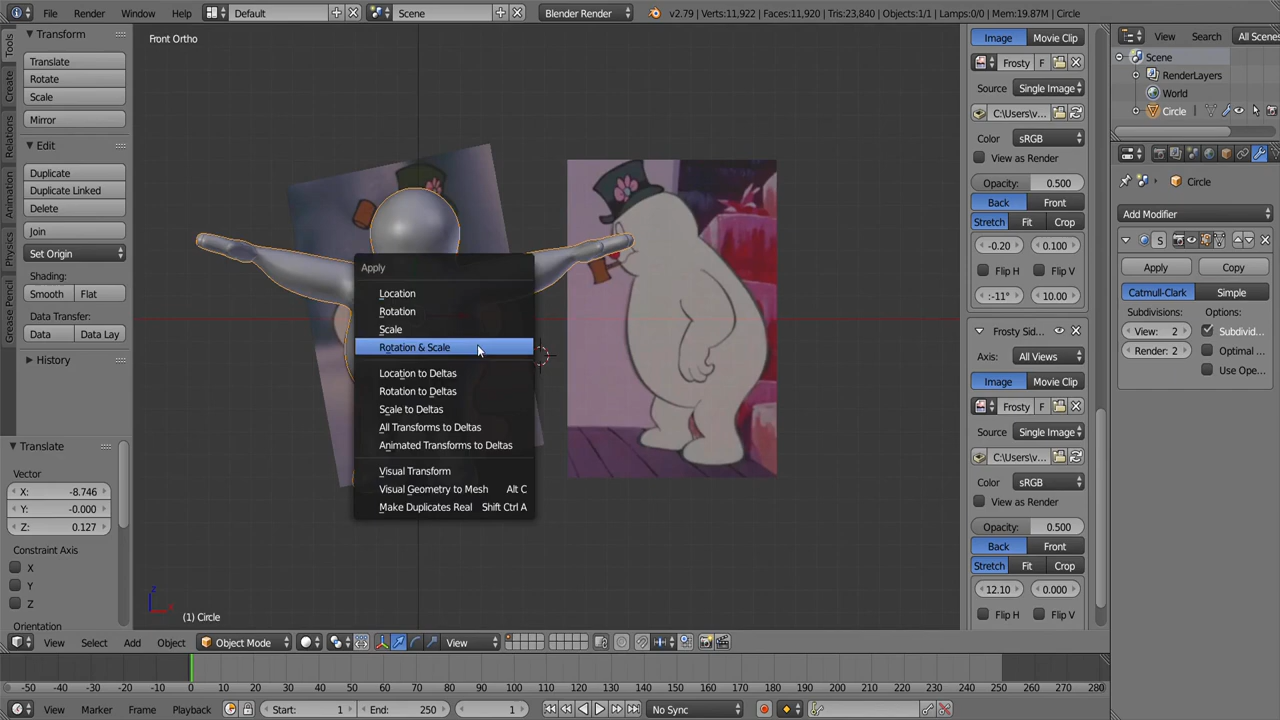 File Render Window Help Default Scene Blender Render v2.79 | Verts:11,922 | Faces:11,920 | Tris:23,840 | Objects:1/1 | Lamps:0/0 | Mem:19.87M | Circle
Tools
Create
Relations
Animation
Physics
Grease Pencil
Transform
Translate
Rotate
Scale
Mirror
Edit
Duplicate
Duplicate Linked
Delete
Join
Set Origin
Shading:
Smooth Flat
Data Transfer:
Data Data Lay
History
Translate
Vector
X: -8.746
Y: -0.000
Z: 0.127
Constraint Axis
X
Y
Z
Orientation
Front Ortho
Apply
Location
Rotation
Scale
Rotation & Scale
Location to Deltas
Rotation to Deltas
Scale to Deltas
All Transforms to Deltas
Animated Transforms to Deltas
Visual Transform
Visual Geometry to Mesh Alt C
Make Duplicates Real Shift Ctrl A
z
x
(1) Circle
Image Movie Clip
Frosty F
Source Single Image
C:\Users\v...
Color sRGB
View as Render
Opacity: 0.500
Back Front
Stretch Fit Crop
-0.20 0.100
Flip H Flip V
:-11° 10.00
Frosty Sid..
Axis: All Views
Image Movie Clip
Frosty F
Source Single Image
C:\Users\v...
Color sRGB
View as Render
Opacity: 0.500
Back Front
Stretch Fit Crop
12.10 0.000
Flip H Flip V
View Search All Scenes
Scene
RenderLayers
World
Circle
Circle
Add Modifier
S
Apply Copy
Catmull-Clark Simple
Subdivisions: Options:
View: 2 Subdivid..
Render: 2 Optimal ..
Use Ope..
View Select Add Object Object Mode View
-50 -40 -30 -20 -10 0 10 20 30 40 50 60 70 80 90 100 110 120 130 140 150 160 170 180 190 200 210 220 230 240 250 260 270 280
View Marker Frame Playback Start: 1 End: 250 1 No Sync